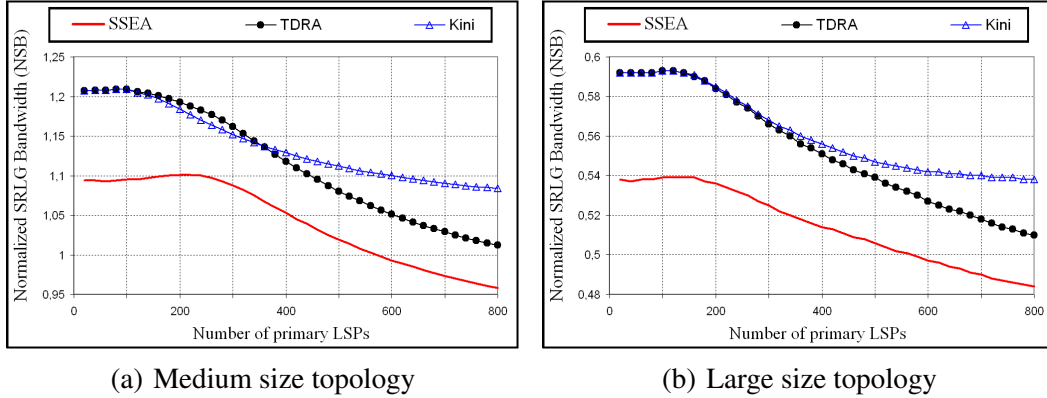 SSEA TDRA Kini
Normalized SRLG Bandwidth (NSB)
1,25
1,2
1,15
1,1
1,05
1
0,95
0 200 400 600 800
Number of primary LSPs
(a) Medium size topology
SSEA TDRA Kini
Normalized SRLG Bandwidth (NSB)
0,6
0,58
0,56
0,54
0,52
0,5
0,48
0 200 400 600 800
Number of primary LSPs
(b) Large size topology